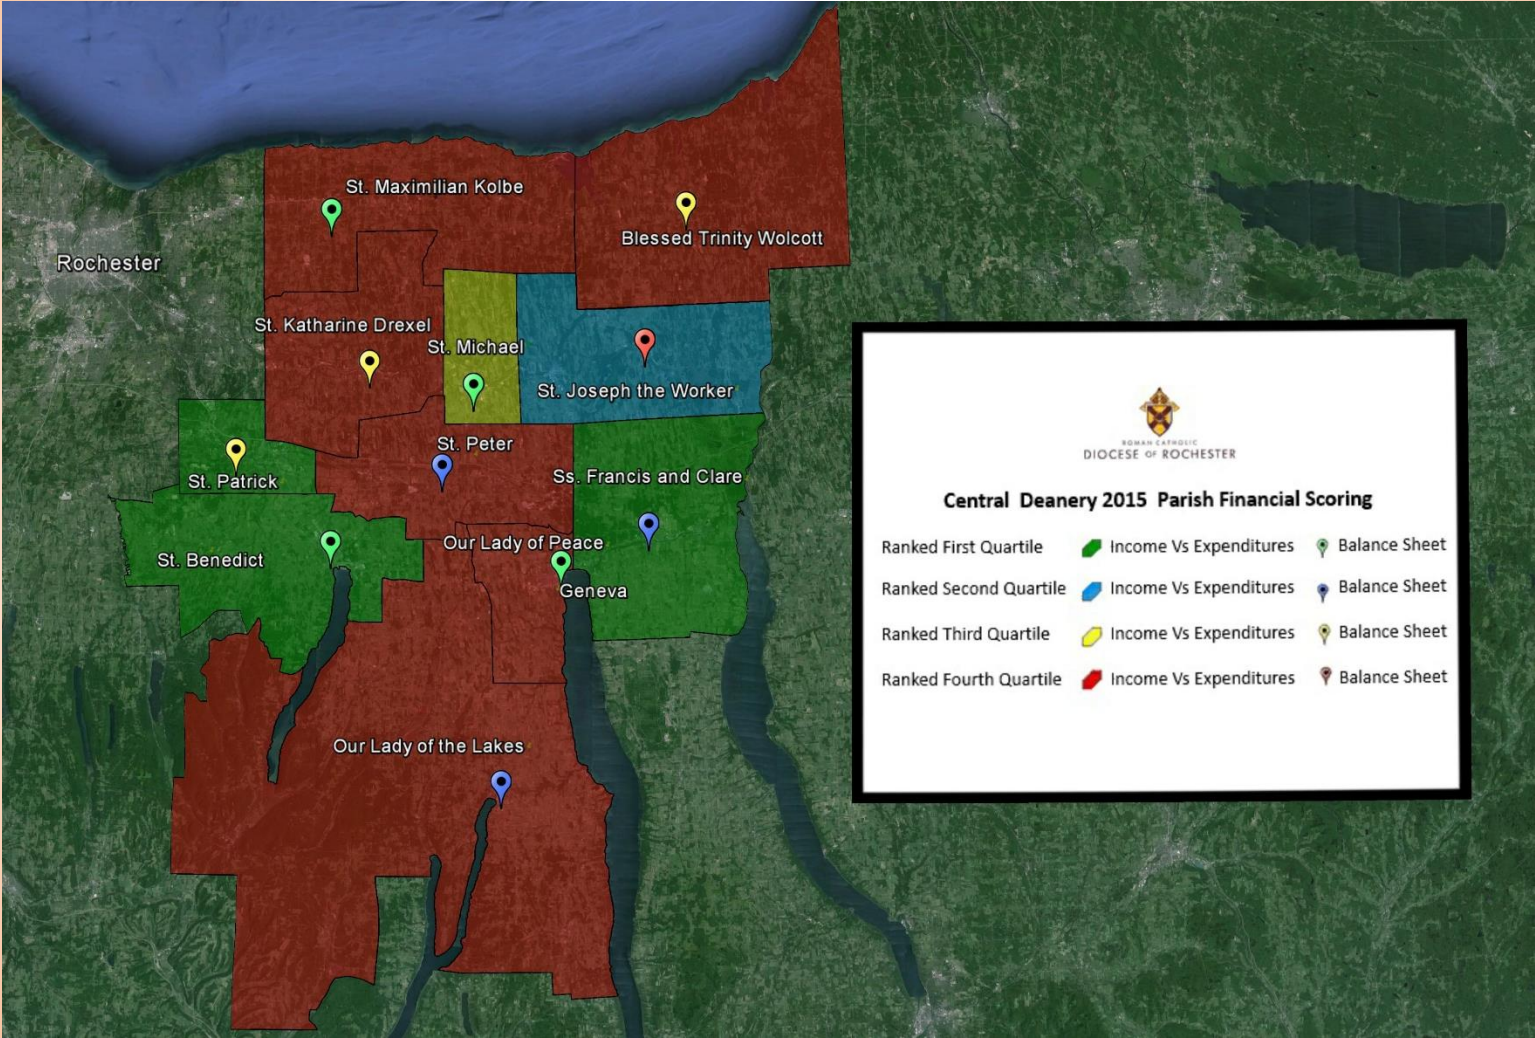 St. Maximilian Kolbe
Blessed Trinity Wolcott
Rochester
St. Katharine Drexel
St. Michael
St. Joseph the Worker
St. Peter
Ss. Francis and Clare
St. Patrick
Our Lady of Peace
St. Benedict
Geneva
Our Lady of the Lakes
ROMAN CATHOLIC
DIOCESE OF ROCHESTER
Central Deanery 2015 Parish Financial Scoring
Ranked First Quartile Income Vs Expenditures Balance Sheet
Ranked Second Quartile Income Vs Expenditures Balance Sheet
Ranked Third Quartile Income Vs Expenditures Balance Sheet
Ranked Fourth Quartile Income Vs Expenditures Balance Sheet